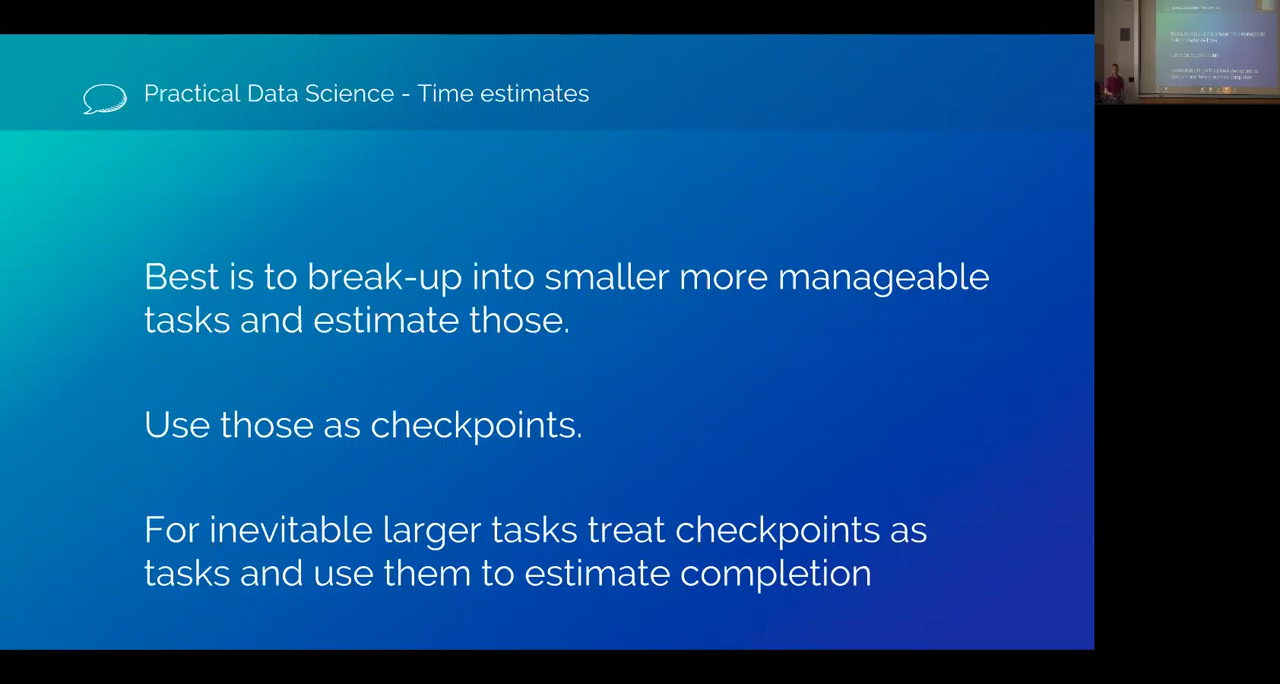 Practical Data Science - Time estimates
Best is to break-up into smaller more manageable
tasks and estimate those.
Use those as checkpoints.
For inevitable larger tasks treat checkpoints as
tasks and use them to estimate completion